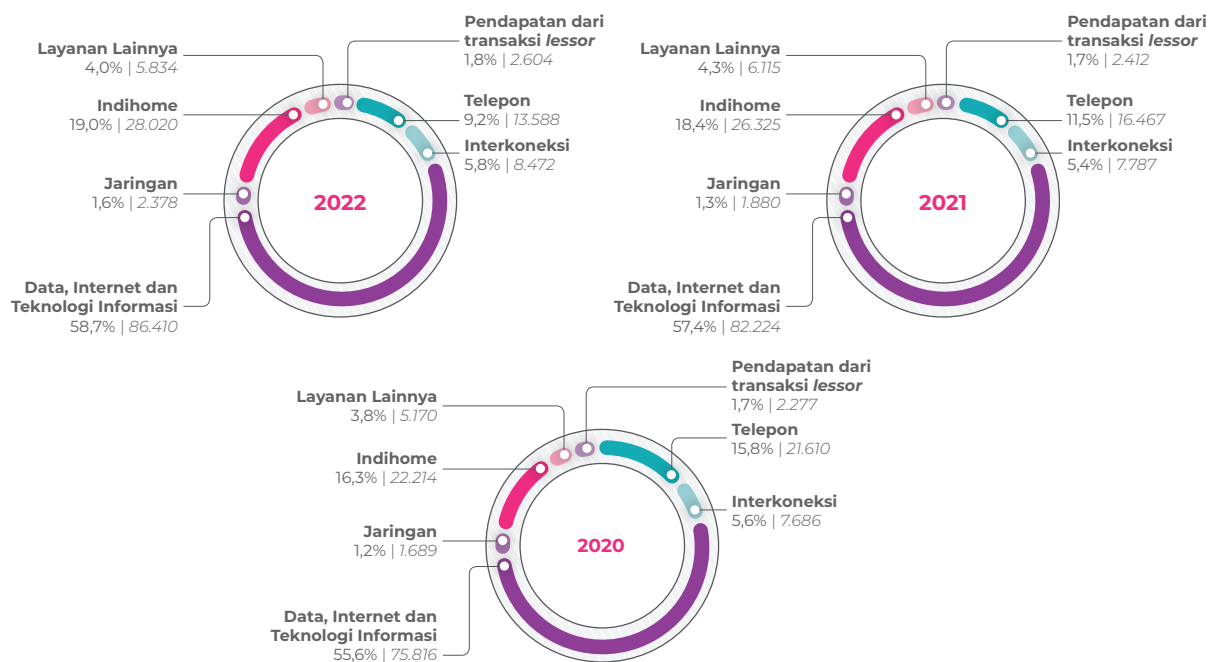 Pendapatan dari
transaksi lessor
1,8% | 2.604
Layanan Lainnya
4,0% | 5.834
Indihome
19,0% | 28.020
Telepon
9,2% | 13.588
Interkoneksi
5,8% | 8.472
Jaringan
1,6% | 2.378
2022
Data, Internet dan
Teknologi Informasi
58,7% | 86.410
Pendapatan dari
transaksi lessor
1,7% | 2.412
Layanan Lainnya
4,3% | 6.115
Indihome
18,4% | 26.325
Telepon
11,5% | 16.467
Interkoneksi
5,4% | 7.787
Jaringan
1,3% | 1.880
2021
Data, Internet dan
Teknologi Informasi
57,4% | 82.224
Pendapatan dari
transaksi lessor
1,7% | 2.277
Layanan Lainnya
3,8% | 5.170
Telepon
15,8% | 21.610
Indihome
16,3% | 22.214
Interkoneksi
5,6% | 7.686
Jaringan
1,2% | 1.689
2020
Data, Internet dan
Teknologi Informasi
55,6% | 75.816